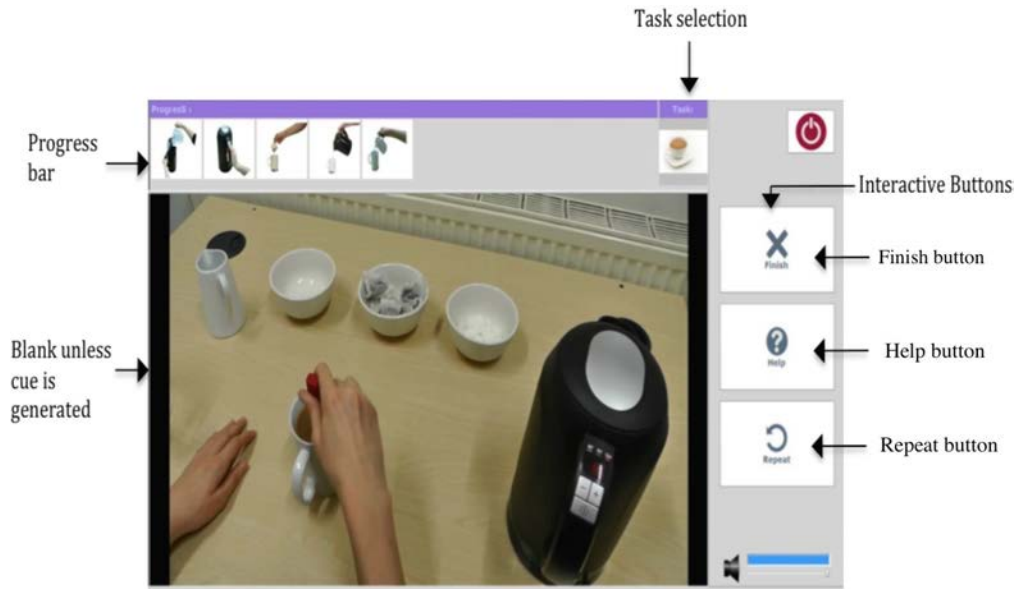 Task selection
Progress :
Task:
Progress
bar
Interactive Buttons
Finish
Finish button
Blank unless
cue is
generated
Help
Help button
Repeat
Repeat button